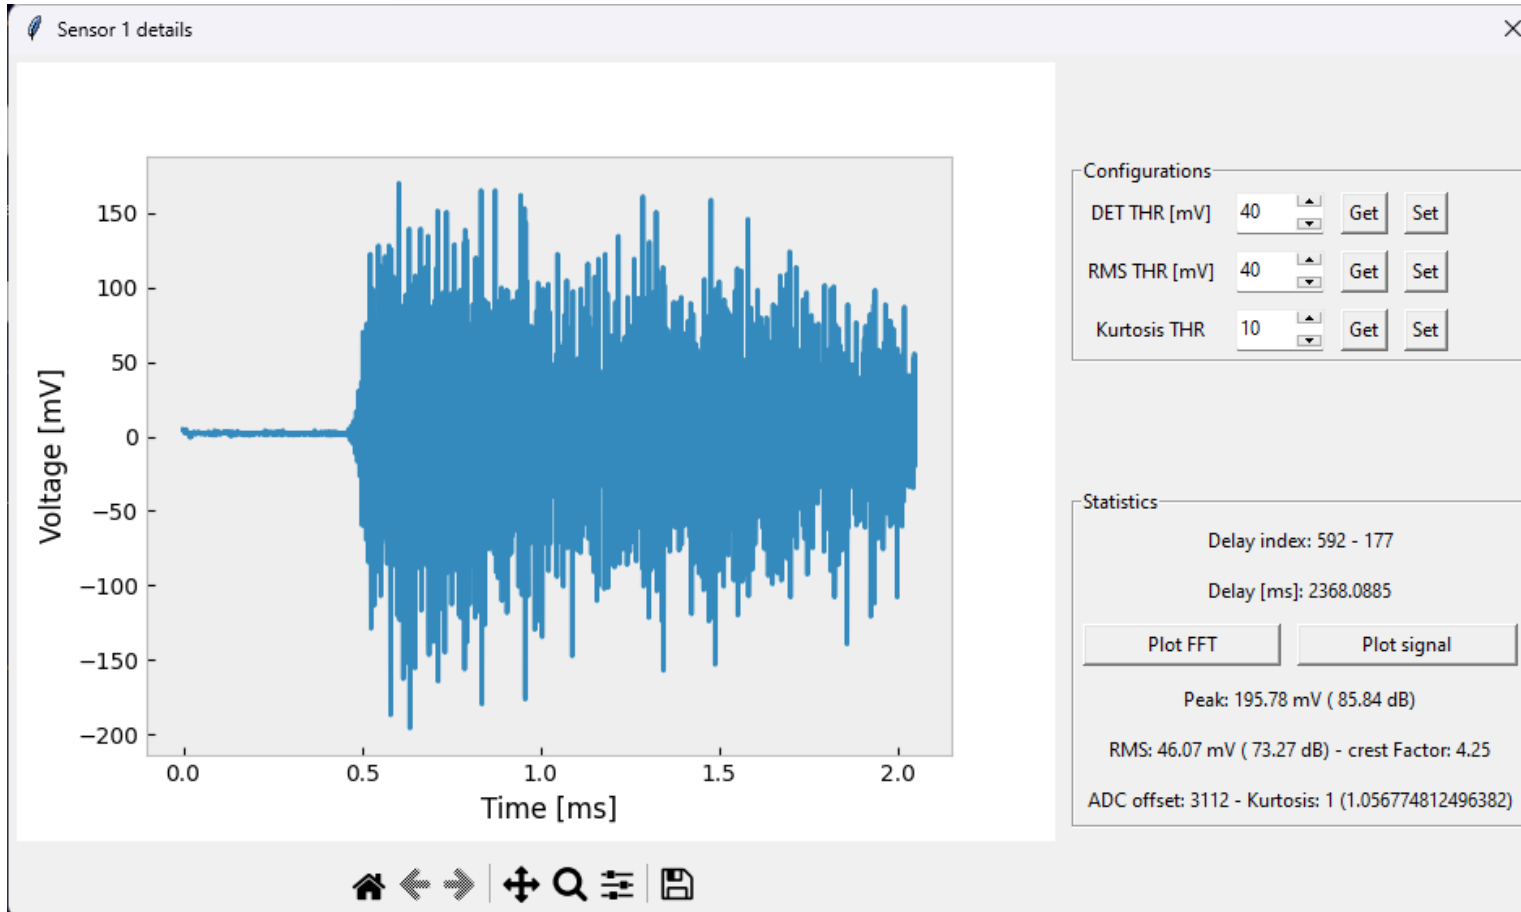 Sensor 1 details
150
100
50
0
−50
−100
−150
−200
Voltage [mV]
0.0 0.5 1.0 1.5 2.0
Time [ms]
Configurations
DET THR [mV] 40 Get Set
RMS THR [mV] 40 Get Set
Kurtosis THR 10 Get Set
Statistics
Delay index: 592 - 177
Delay [ms]: 2368.0885
Plot FFT Plot signal
Peak: 195.78 mV ( 85.84 dB)
RMS: 46.07 mV ( 73.27 dB) - crest Factor: 4.25
ADC offset: 3112 - Kurtosis: 1 (1.056774812496382)